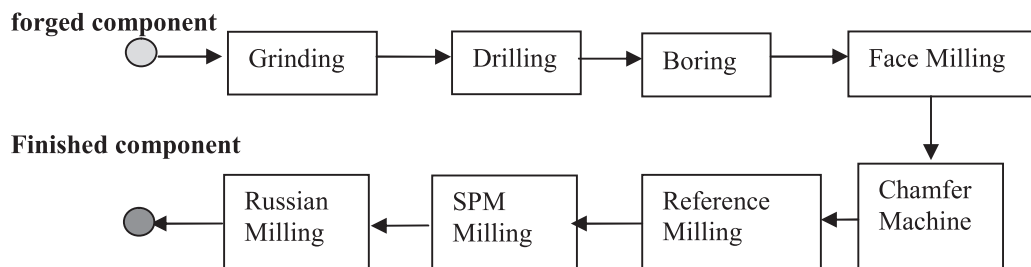 forged component
Grinding
Drilling
Boring
Face Milling
Finished component
Chamfer
Machine
Reference
Milling
SPM
Milling
Russian
Milling